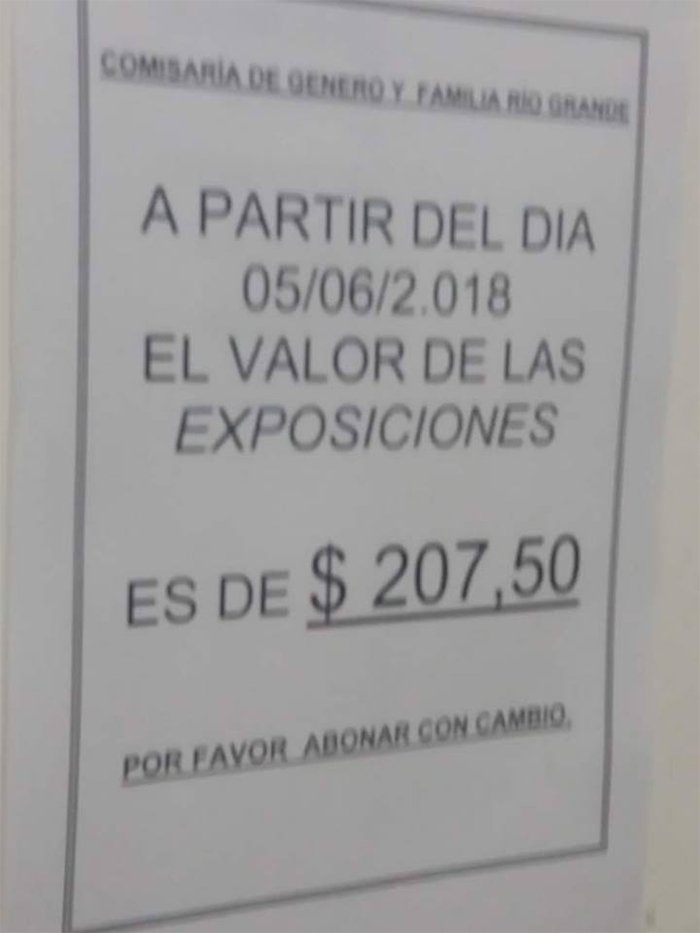 COMISARÍA DE GENERO Y FAMILIA RÍO GRANDE
A PARTIR DEL DIA
05/06/2.018
EL VALOR DE LAS
EXPOSICIONES
ES DE $ 207,50
POR FAVOR ABONAR CON CAMBIO.